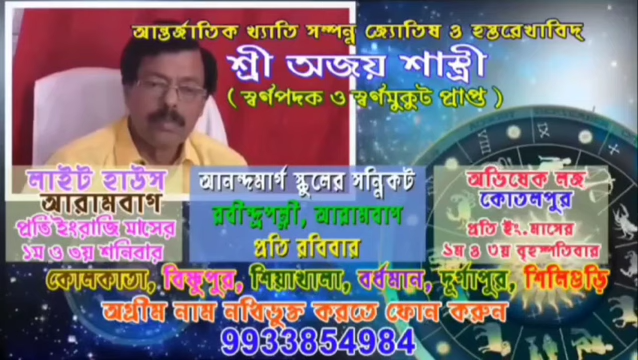 আন্তর্জাতিক খ্যাতি সম্পন্ন জ্যোতিষ ও হস্তরেখাবিদ্
শ্রী অজয় শাস্ত্রী
( স্বর্ণপদক ও স্বর্ণমুকুট প্রাপ্ত )
লাইট হাউস
আরামবাগ
প্রতি ইংরাজি মাসের
১ম ও ৩য় শনিবার
আনন্দমার্গ স্কুলের সন্নিকট
রবীন্দ্রপল্লী, আরামবাগ
প্রতি রবিবার
অভিষেক লজ
কোতলপুর
প্রতি ইং.মাসের
১ম ও ৩য় বৃহস্পতিবার
কোলকাতা, বিষ্ণুপুর, শিয়াখালা, বর্ধমান, দুর্গাপুর, শিলিগুড়ি
অগ্রীম নাম নথিভুক্ত করতে ফোন করুন
9933854984